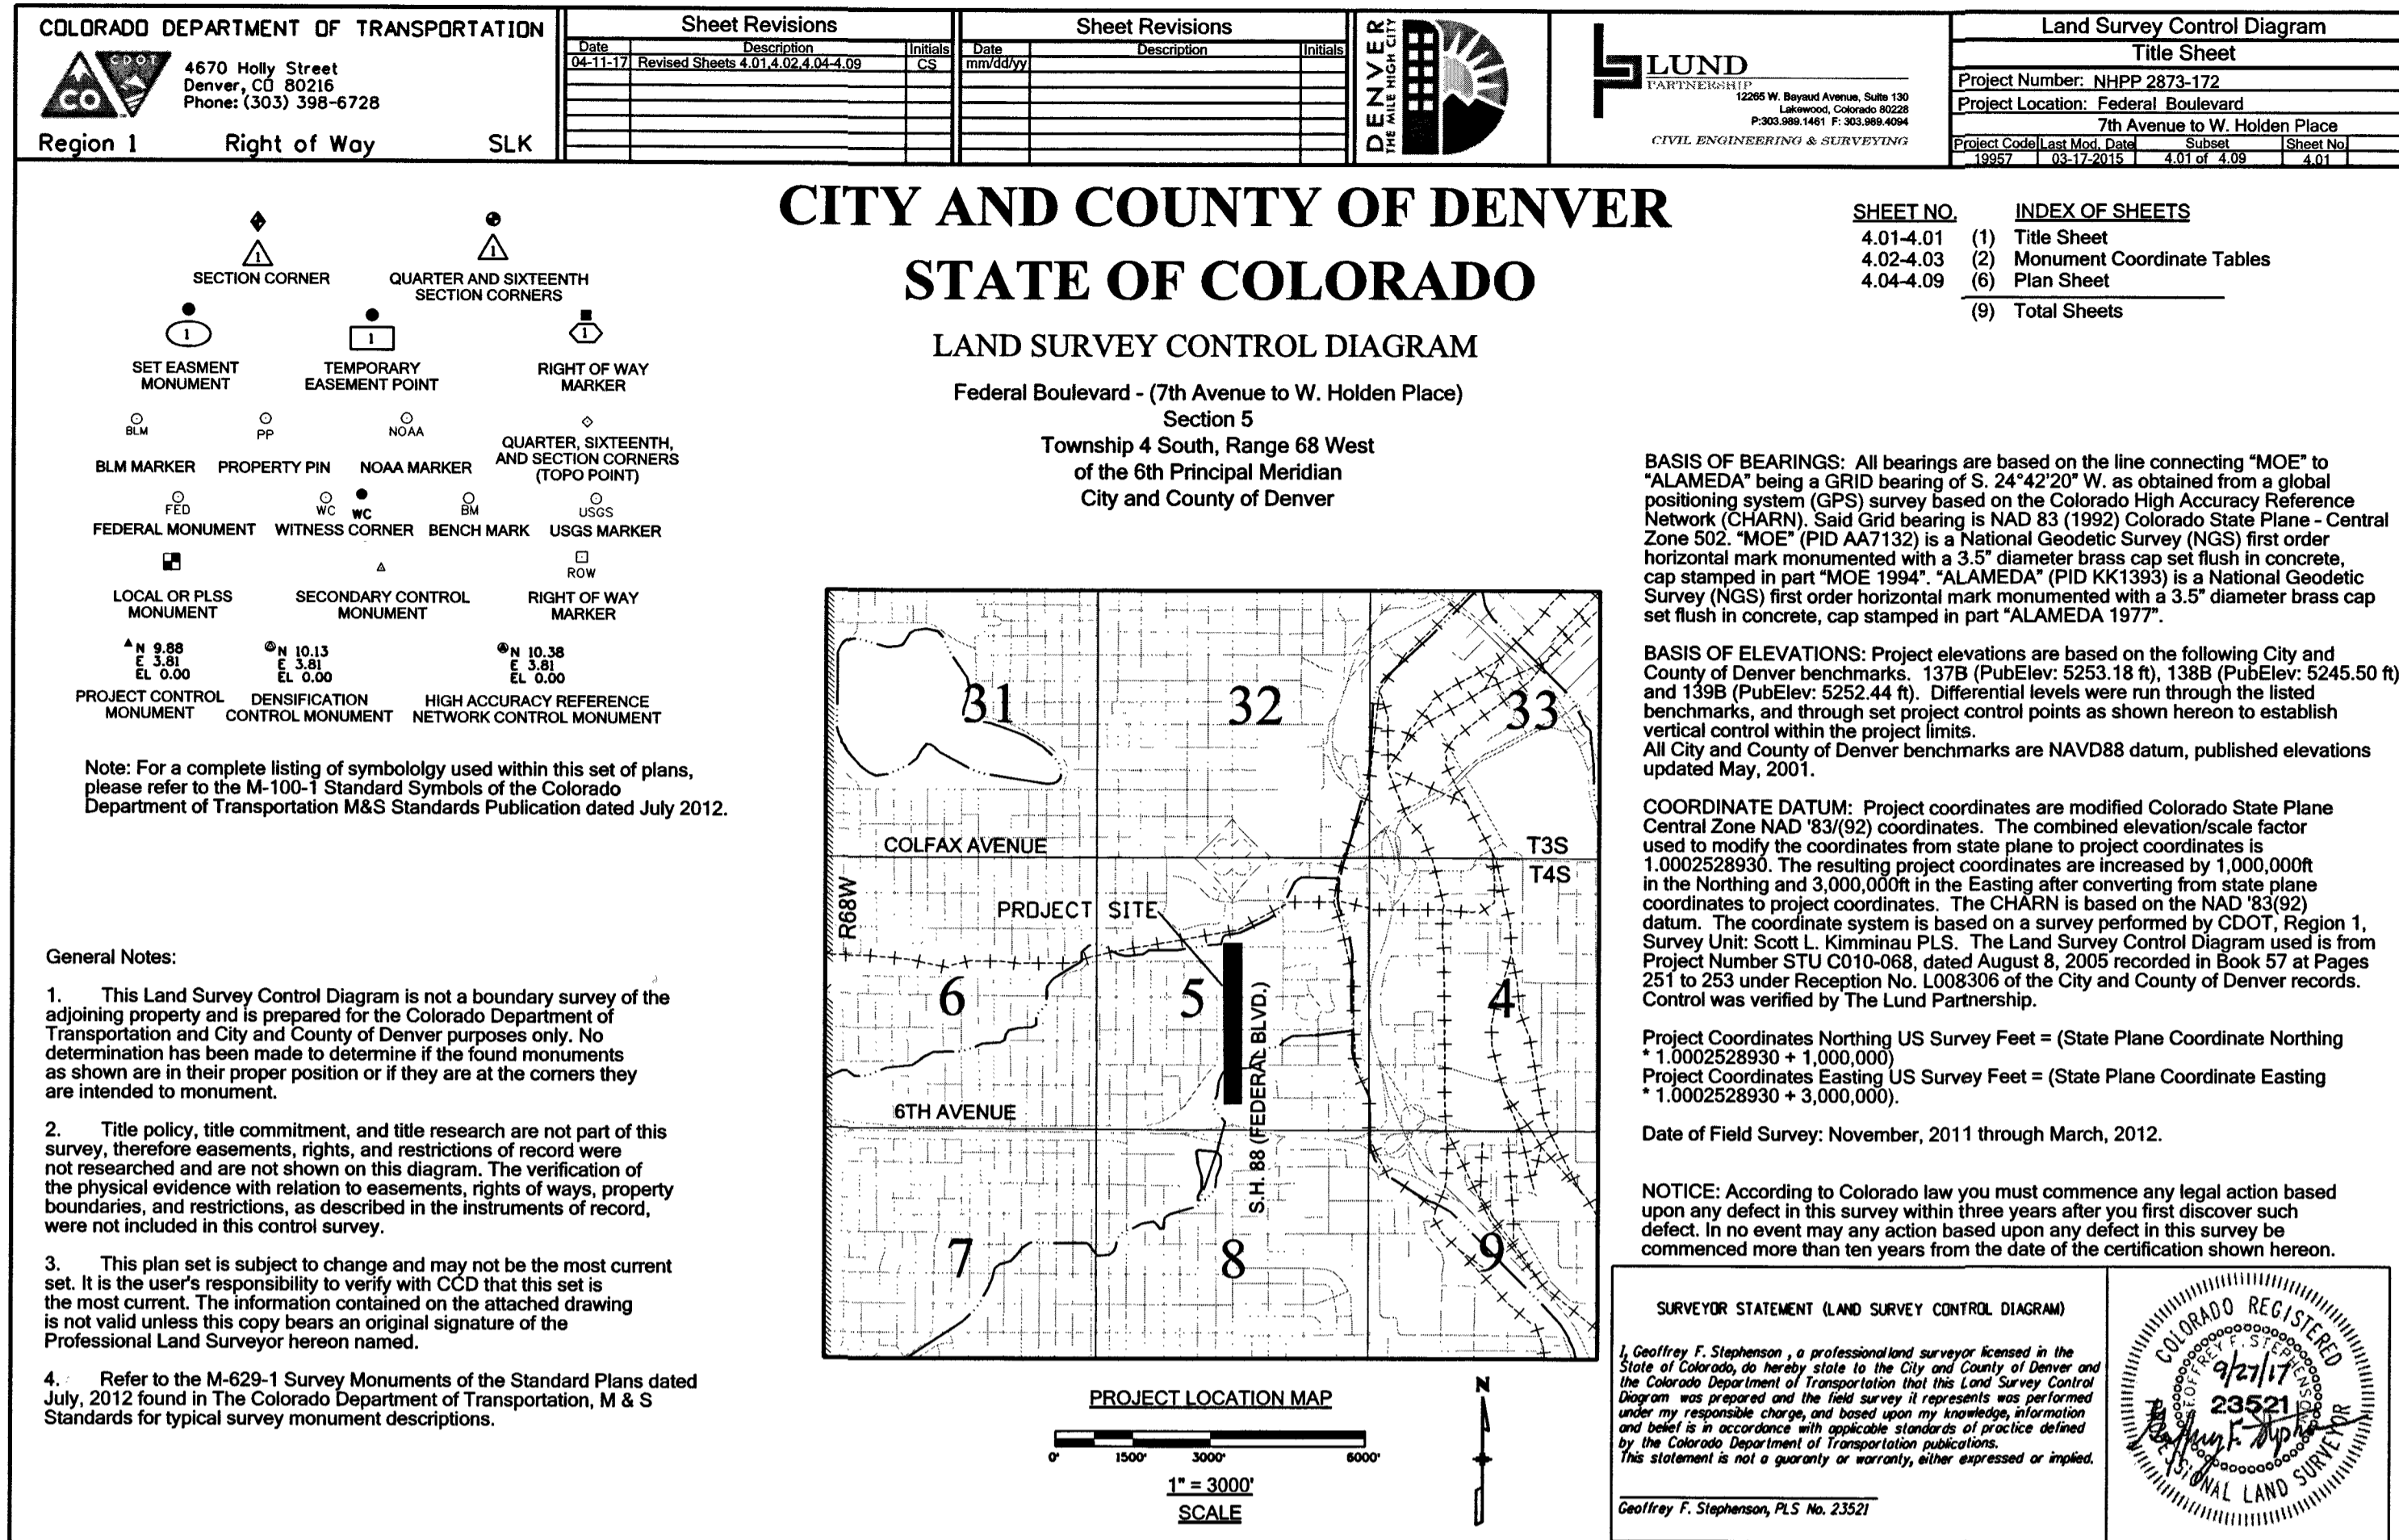 COLORADO DEPARTMENT OF TRANSPORTATION
CDOT
CO
4670 Holly Street
Denver, CO 80216
Phone: (303) 398-6728
Region 1 Right of Way SLK
Sheet Revisions
Date Description Initials
04-11-17 Revised Sheets 4.01,4.02,4.04-4.09 CS
Sheet Revisions
Date Description Initials
mm/dd/yy
DENVER
THE MILE HIGH CITY
LUND
PARTNERSHIP
12265 W. Bayaud Avenue, Suite 130
Lakewood, Colorado 80228
P:303.989.1461 F: 303.989.4094
CIVIL ENGINEERING & SURVEYING
Land Survey Control Diagram
Title Sheet
Project Number: NHPP 2873-172
Project Location: Federal Boulevard
7th Avenue to W. Holden Place
Project Code Last Mod. Date Subset Sheet No.
19957 03-17-2015 4.01 of 4.09 4.01
CITY AND COUNTY OF DENVER
STATE OF COLORADO
LAND SURVEY CONTROL DIAGRAM
Federal Boulevard - (7th Avenue to W. Holden Place)
Section 5
Township 4 South, Range 68 West
of the 6th Principal Meridian
City and County of Denver
SHEET NO. INDEX OF SHEETS
4.01-4.01 (1) Title Sheet
4.02-4.03 (2) Monument Coordinate Tables
4.04-4.09 (6) Plan Sheet
(9) Total Sheets
1 1
SECTION CORNER
QUARTER AND SIXTEENTH
SECTION CORNERS
1 1 1
SET EASMENT
MONUMENT
TEMPORARY
EASEMENT POINT
RIGHT OF WAY
MARKER
BLM PP NOAA
BLM MARKER PROPERTY PIN NOAA MARKER
QUARTER, SIXTEENTH,
AND SECTION CORNERS
(TOPO POINT)
FED WC WC BM USGS
FEDERAL MONUMENT WITNESS CORNER BENCH MARK USGS MARKER
ROW
LOCAL OR PLSS
MONUMENT
SECONDARY CONTROL
MONUMENT
RIGHT OF WAY
MARKER
N 9.88
E 3.81
EL 0.00
PROJECT CONTROL
MONUMENT
N 10.13
E 3.81
EL 0.00
DENSIFICATION
CONTROL MONUMENT
N 10.38
E 3.81
EL 0.00
HIGH ACCURACY REFERENCE
NETWORK CONTROL MONUMENT
Note: For a complete listing of symbololgy used within this set of plans,
please refer to the M-100-1 Standard Symbols of the Colorado
Department of Transportation M&S Standards Publication dated July 2012.
General Notes:
1. This Land Survey Control Diagram is not a boundary survey of the
adjoining property and is prepared for the Colorado Department of
Transportation and City and County of Denver purposes only. No
determination has been made to determine if the found monuments
as shown are in their proper position or if they are at the corners they
are intended to monument.
2. Title policy, title commitment, and title research are not part of this
survey, therefore easements, rights, and restrictions of record were
not researched and are not shown on this diagram. The verification of
the physical evidence with relation to easements, rights of ways, property
boundaries, and restrictions, as described in the instruments of record,
were not included in this control survey.
3. This plan set is subject to change and may not be the most current
set. It is the user's responsibility to verify with CCD that this set is
the most current. The information contained on the attached drawing
is not valid unless this copy bears an original signature of the
Professional Land Surveyor hereon named.
4. Refer to the M-629-1 Survey Monuments of the Standard Plans dated
July, 2012 found in The Colorado Department of Transportation, M & S
Standards for typical survey monument descriptions.
31 32 33
COLFAX AVENUE
T3S
T4S
R68W
PROJECT SITE
6 5 4
S.H. 88 (FEDERAL BLVD.)
6TH AVENUE
7 8 9
PROJECT LOCATION MAP
0' 1500' 3000' 6000'
1" = 3000'
SCALE
N
BASIS OF BEARINGS: All bearings are based on the line connecting "MOE" to
"ALAMEDA" being a GRID bearing of S. 24°42'20" W. as obtained from a global
positioning system (GPS) survey based on the Colorado High Accuracy Reference
Network (CHARN). Said Grid bearing is NAD 83 (1992) Colorado State Plane - Central
Zone 502. "MOE" (PID AA7132) is a National Geodetic Survey (NGS) first order
horizontal mark monumented with a 3.5" diameter brass cap set flush in concrete,
cap stamped in part "MOE 1994". "ALAMEDA" (PID KK1393) is a National Geodetic
Survey (NGS) first order horizontal mark monumented with a 3.5" diameter brass cap
set flush in concrete, cap stamped in part "ALAMEDA 1977".
BASIS OF ELEVATIONS: Project elevations are based on the following City and
County of Denver benchmarks. 137B (PubElev: 5253.18 ft), 138B (PubElev: 5245.50 ft)
and 139B (PubElev: 5252.44 ft). Differential levels were run through the listed
benchmarks, and through set project control points as shown hereon to establish
vertical control within the project limits.
All City and County of Denver benchmarks are NAVD88 datum, published elevations
updated May, 2001.
COORDINATE DATUM: Project coordinates are modified Colorado State Plane
Central Zone NAD '83/(92) coordinates. The combined elevation/scale factor
used to modify the coordinates from state plane to project coordinates is
1.0002528930. The resulting project coordinates are increased by 1,000,000ft
in the Northing and 3,000,000ft in the Easting after converting from state plane
coordinates to project coordinates. The CHARN is based on the NAD '83(92)
datum. The coordinate system is based on a survey performed by CDOT, Region 1,
Survey Unit: Scott L. Kimminau PLS. The Land Survey Control Diagram used is from
Project Number STU C010-068, dated August 8, 2005 recorded in Book 57 at Pages
251 to 253 under Reception No. L008306 of the City and County of Denver records.
Control was verified by The Lund Partnership.
Project Coordinates Northing US Survey Feet = (State Plane Coordinate Northing
* 1.0002528930 + 1,000,000)
Project Coordinates Easting US Survey Feet = (State Plane Coordinate Easting
* 1.0002528930 + 3,000,000).
Date of Field Survey: November, 2011 through March, 2012.
NOTICE: According to Colorado law you must commence any legal action based
upon any defect in this survey within three years after you first discover such
defect. In no event may any action based upon any defect in this survey be
commenced more than ten years from the date of the certification shown hereon.
SURVEYOR STATEMENT (LAND SURVEY CONTROL DIAGRAM)
I, Geoffrey F. Stephenson , a professional land surveyor licensed in the
State of Colorado, do hereby state to the City and County of Denver and
the Colorado Department of Transportation that this Land Survey Control
Diagram was prepared and the field survey it represents was performed
under my responsible charge, and based upon my knowledge, information
and belief is in accordance with applicable standards of practice defined
by the Colorado Department of Transportation publications.
This statement is not a guaranty or warranty, either expressed or implied.
Geoffrey F. Stephenson, PLS No. 23521
COLORADO REGISTERED
GEOFFREY F. STEPHENSON
9/27/17
23521
PROFESSIONAL LAND SURVEYOR